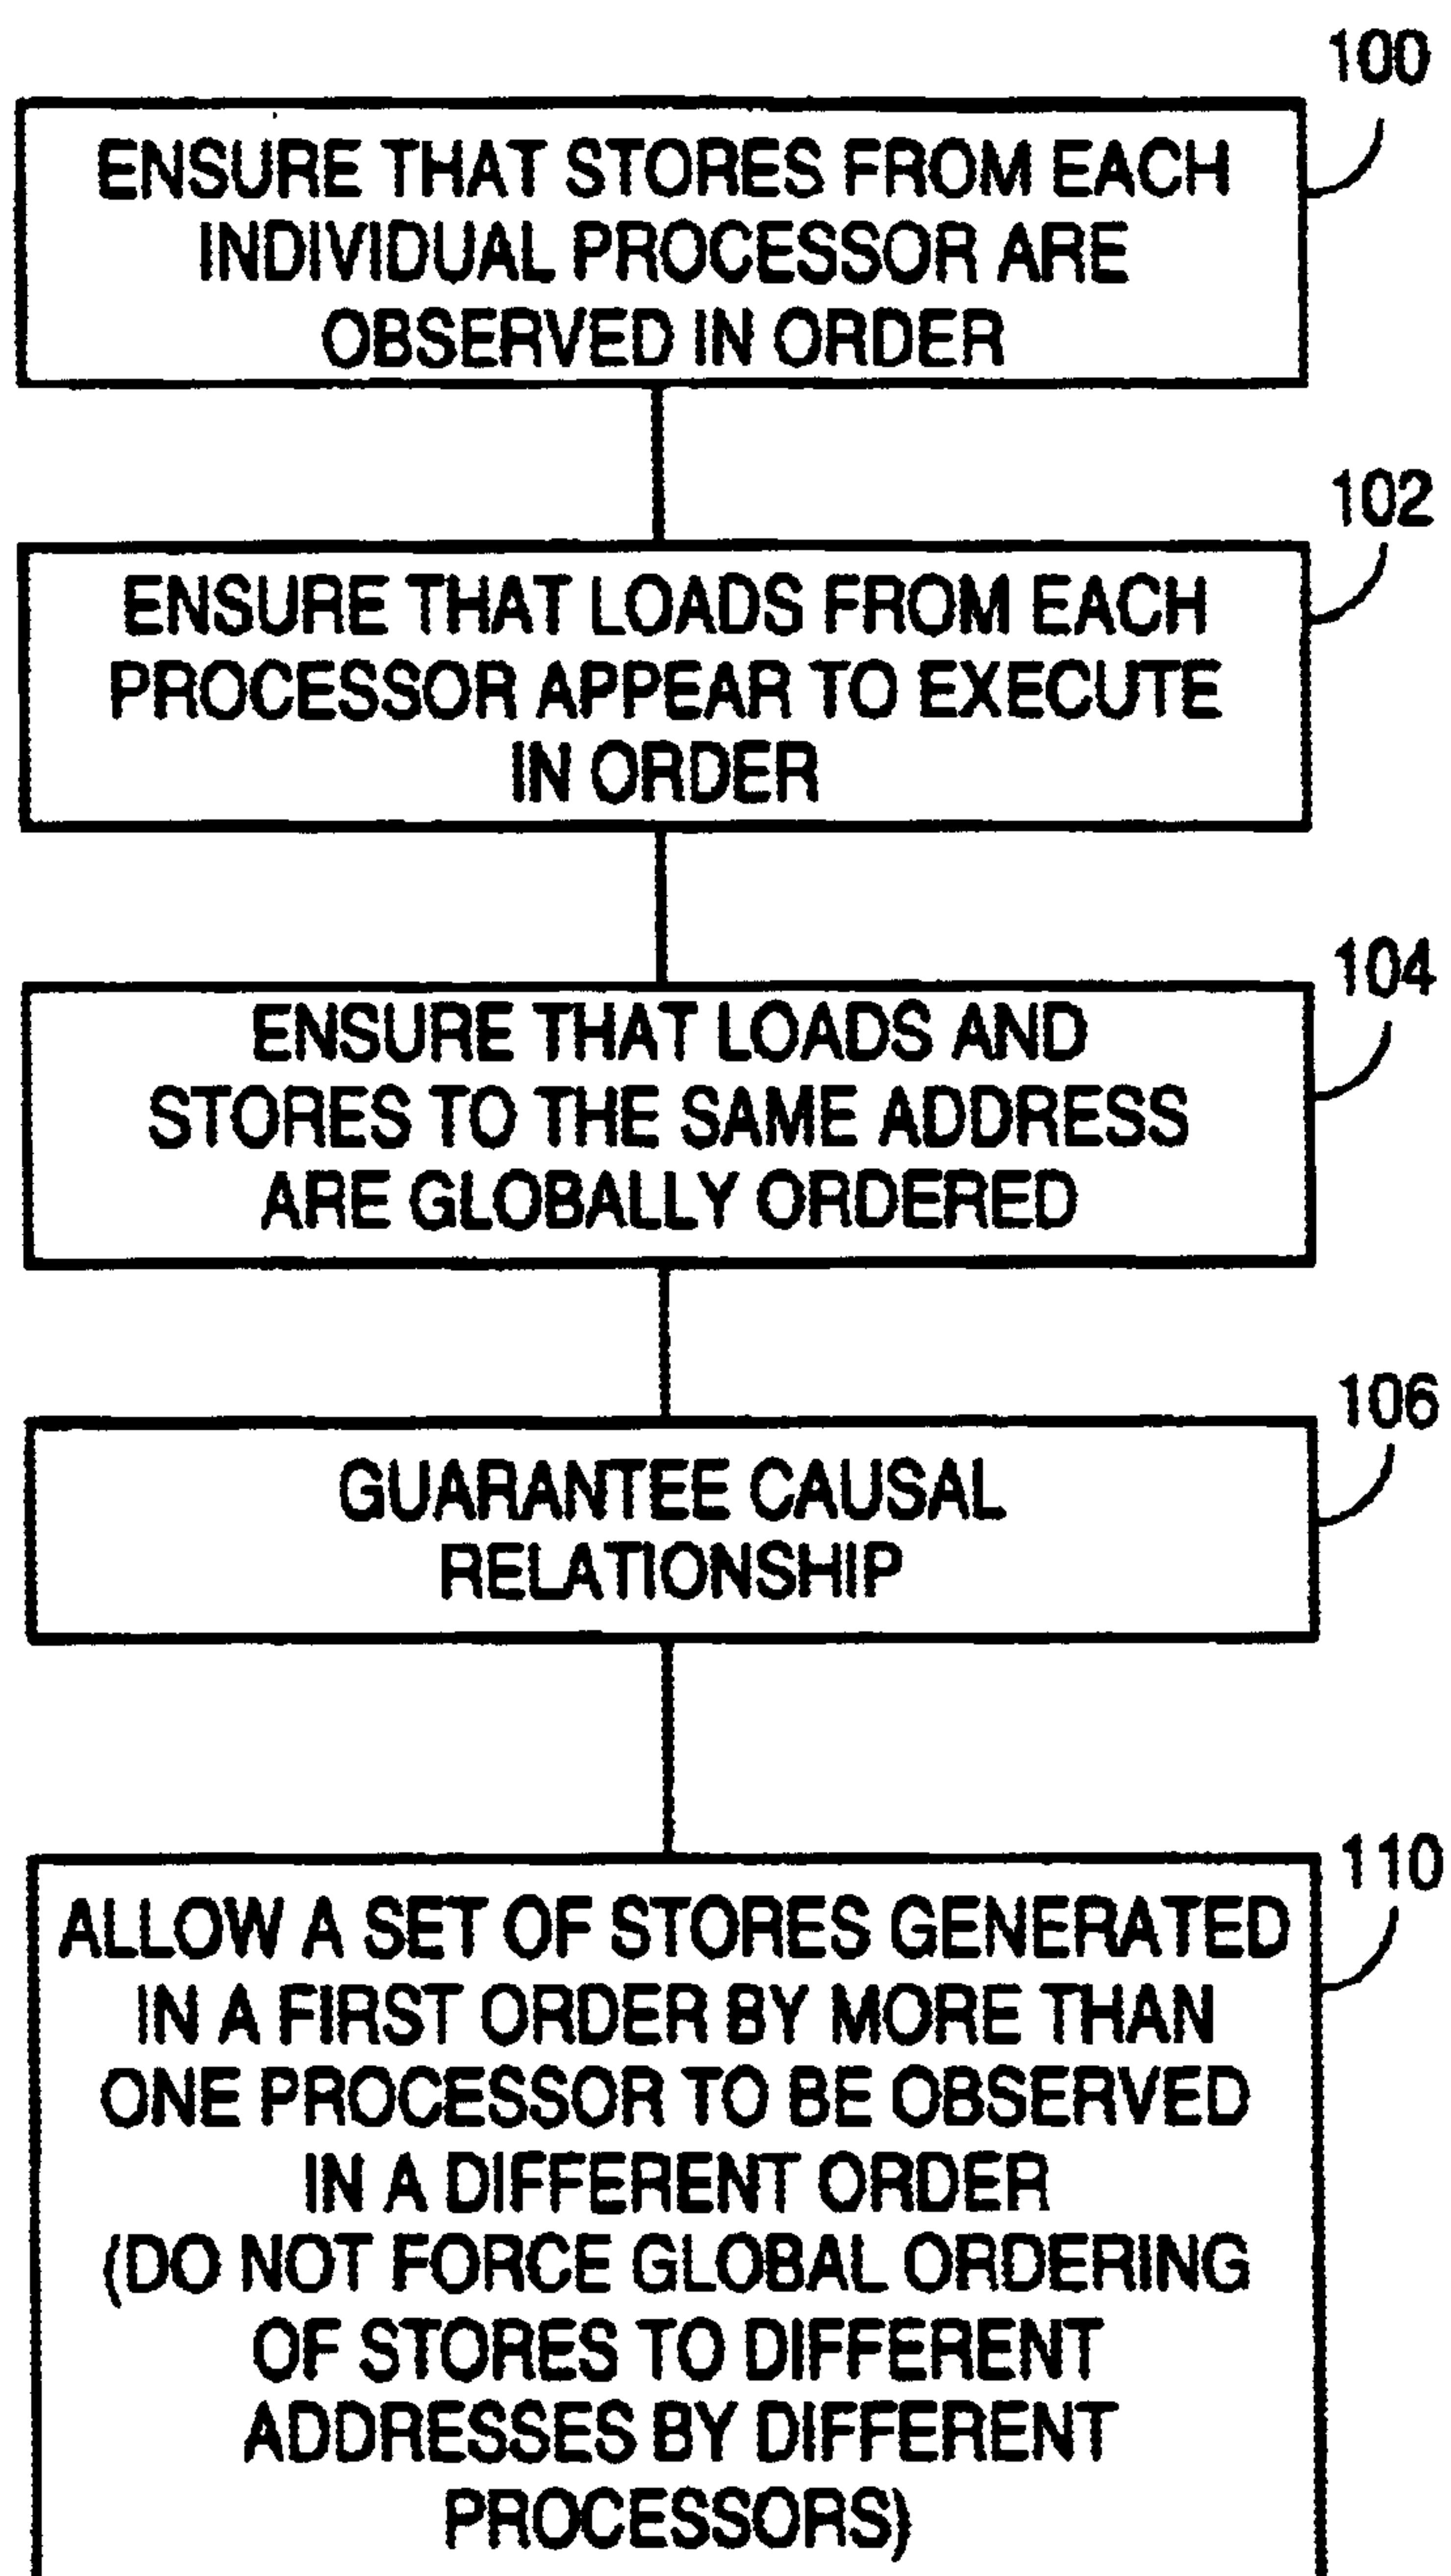 100
ENSURE THAT STORES FROM EACH
INDIVIDUAL PROCESSOR ARE
OBSERVED IN ORDER
102
ENSURE THAT LOADS FROM EACH
PROCESSOR APPEAR TO EXECUTE
IN ORDER
104
ENSURE THAT LOADS AND
STORES TO THE SAME ADDRESS
ARE GLOBALLY ORDERED
106
GUARANTEE CAUSAL
RELATIONSHIP
110
ALLOW A SET OF STORES GENERATED
IN A FIRST ORDER BY MORE THAN
ONE PROCESSOR TO BE OBSERVED
IN A DIFFERENT ORDER
(DO NOT FORCE GLOBAL ORDERING
OF STORES TO DIFFERENT
ADDRESSES BY DIFFERENT
PROCESSORS)